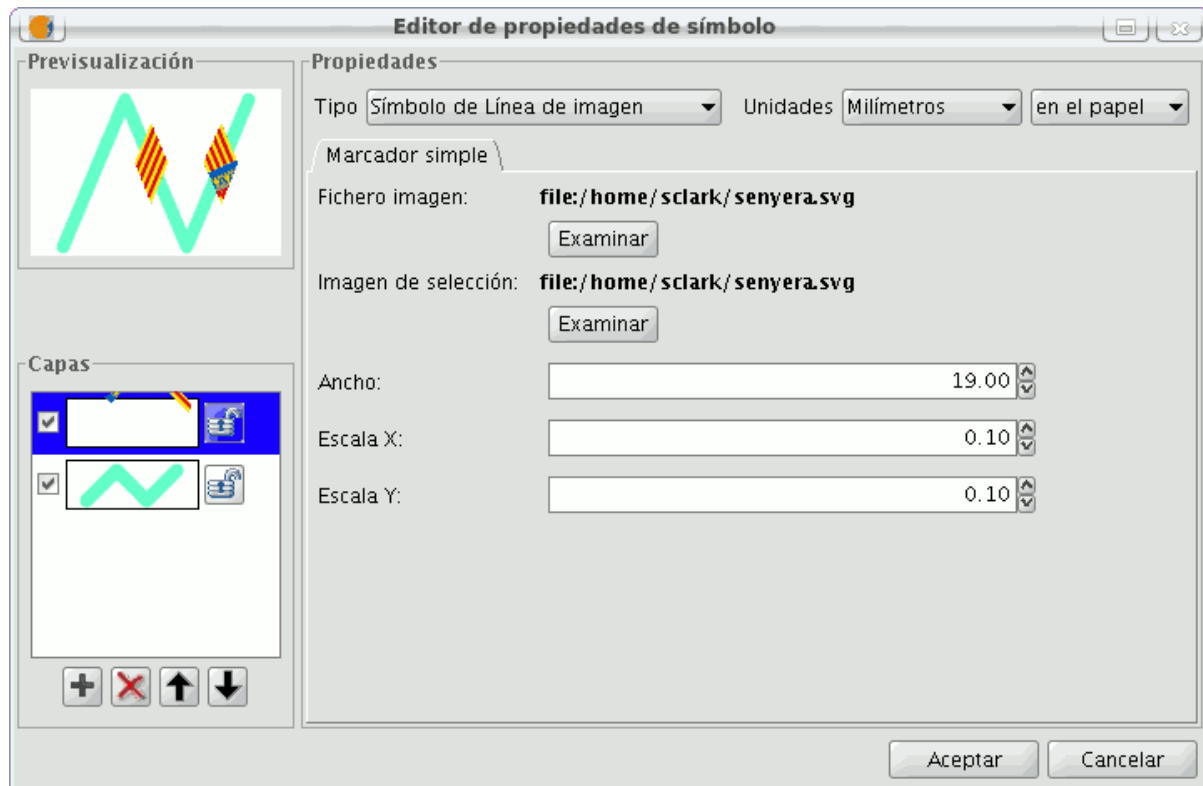 Editor de propiedades de símbolo
Previsualización
Propiedades
Tipo Símbolo de Línea de imagen Unidades Milímetros en el papel
Marcador simple
Fichero imagen: file:/home/sclark/senyera.svg
Examinar
Imagen de selección: file:/home/sclark/senyera.svg
Examinar
Capas
Ancho: 19.00
Escala X: 0.10
Escala Y: 0.10
Aceptar Cancelar